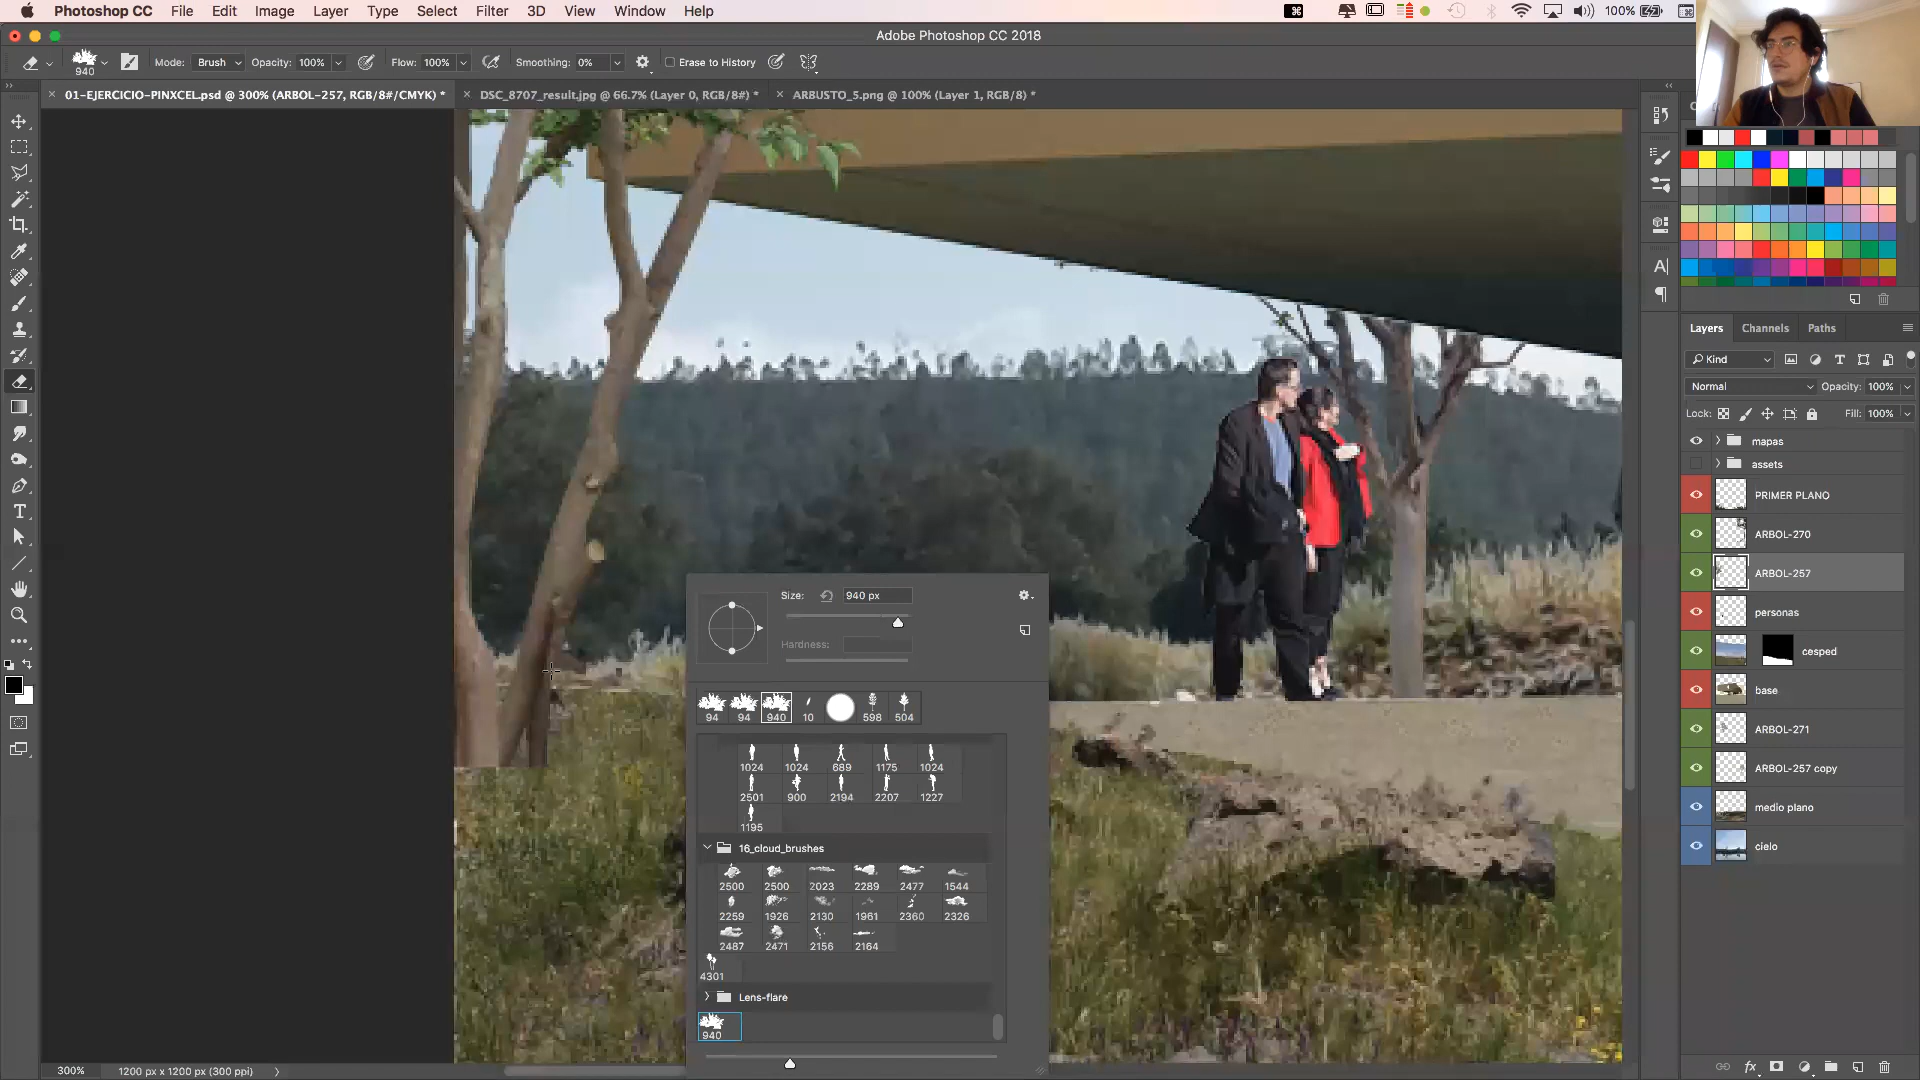 Photoshop CC File Edit Image Layer Type Select Filter 3D View Window Help 100%
Adobe Photoshop CC 2018
940 Mode: Brush Opacity: 100% Flow: 100% Smoothing: 0% Erase to History
01-EJERCICIO-PINXCEL.psd @ 300% (ARBOL-257, RGB/8#/CMYK) * DSC_8707_result.jpg @ 66.7% (Layer 0, RGB/8#) * ARBUSTO_5.png @ 100% (Layer 1, RGB/8) *
Layers Channels Paths
Kind
Normal Opacity: 100%
Lock: Fill: 100%
mapas
assets
PRIMER PLANO
ARBOL-270
ARBOL-257
personas
cesped
base
ARBOL-271
ARBOL-257 copy
medio plano
cielo
Size: 940 px
Hardness:
94 94 940 10 598 504
1024 1024 689 1175 1024
2501 900 2194 2207 1227
1195
16_cloud_brushes
2500 2500 2023 2289 2477 1544
2259 1926 2130 1961 2360 2326
2487 2471 2156 2164
4301
Lens-flare
940
300% 1200 px x 1200 px (300 ppi)